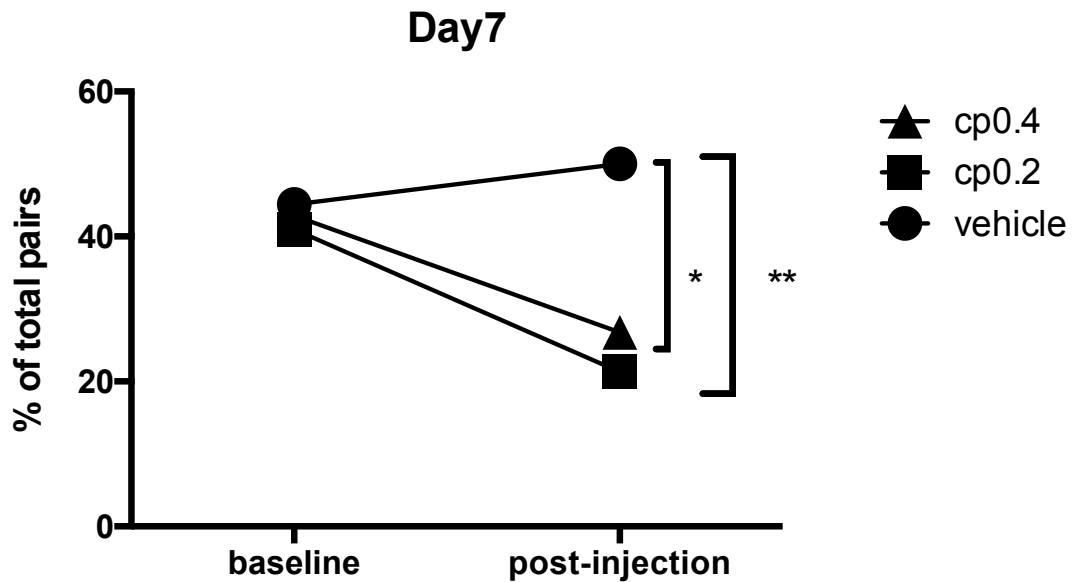 Day7
% of total pairs
60
40
20
0
baseline
post-injection
*
**
cp0.4
cp0.2
vehicle